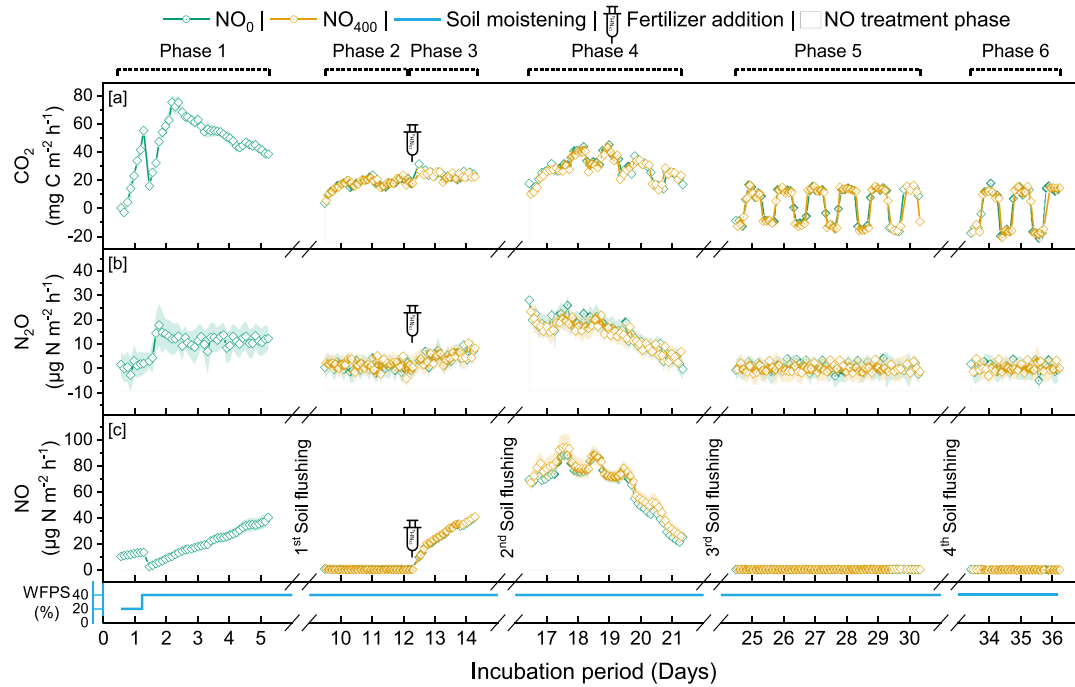 NO0 | NO400 | Soil moistening | Fertilizer addition | NO treatment phase
Phase 1 Phase 2 Phase 3 Phase 4 Phase 5 Phase 6
[a]
CO2
(mg C m-2 h-1)
80
60
40
20
0
-20
[b]
N2O
(µg N m-2 h-1)
40
30
20
10
0
-10
[c]
NO
(µg N m-2 h-1)
100
80
60
40
20
0
1st Soil flushing
2nd Soil flushing
3rd Soil flushing
4th Soil flushing
WFPS
(%)
40
20
0
0 1 2 3 4 5 10 11 12 13 14 17 18 19 20 21 25 26 27 28 29 30 34 35 36
Incubation period (Days)